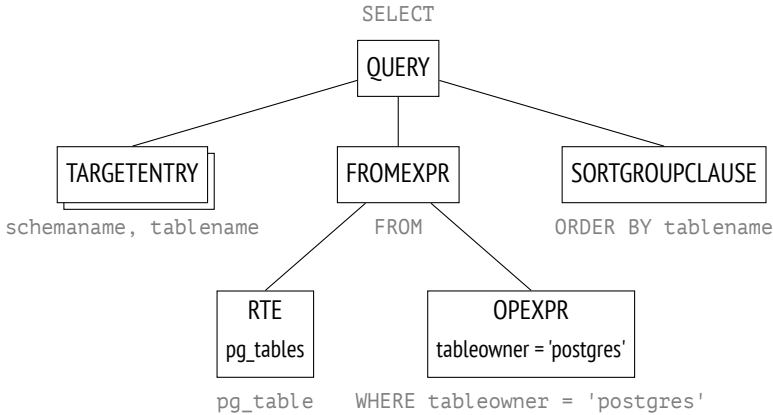 SELECT
QUERY
TARGETENTRY
FROMEXPR
SORTGROUPCLAUSE
schemaname, tablename
FROM
ORDER BY tablename
RTE
pg_tables
OPEXPR
tableowner = 'postgres'
pg_table
WHERE tableowner = 'postgres'